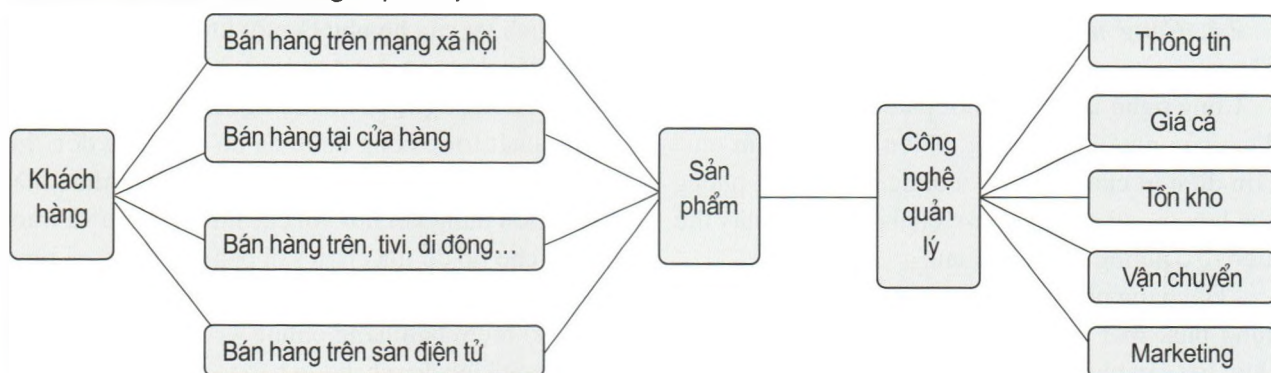 Bán hàng trên mạng xã hội
Bán hàng tại cửa hàng
Bán hàng trên, tivi, di động...
Bán hàng trên sàn điện tử
Khách
hàng
Sản
phẩm
Công
nghệ
quản
lý
Thông tin
Giá cả
Tồn kho
Vận chuyển
Marketing